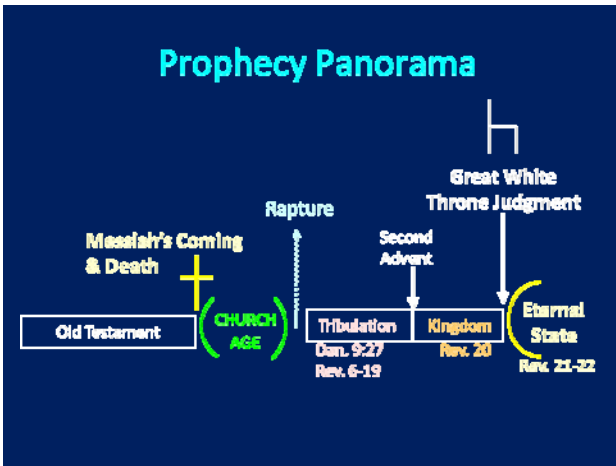 Prophecy Panorama
Great White
Throne Judgment
Rapture
Second
Advent
Messiah's Coming
& Death
Old Testament
CHURCH
AGE
Tribulation
Dan. 9:27
Rev. 6-19
Kingdom
Rev. 20
Eternal
State
Rev. 21-22